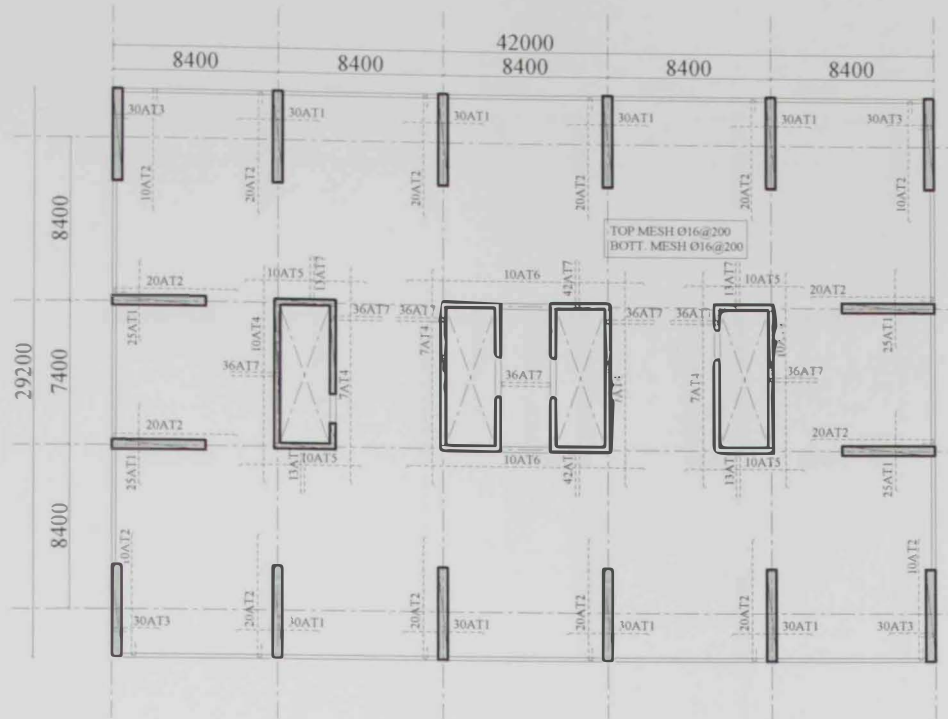 42000
8400 8400 8400 8400 8400
30AT3 30AT1 30AT1 30AT1 30AT1 30AT3
10AT2 20AT2 20AT2 20AT2 20AT2 10AT2
8400
TOP MESH Ø16@200
BOTT. MESH Ø16@200
10AT5 13AT7 10AT6 42AT7 13AT7 10AT5
20AT2 20AT2
25AT1 10AT4 36AT7 36AT7 7AT4 36AT7 36AT7 25AT1
29200
7400
36AT7 7AT4 36AT7 7AT4 7AT4 36AT7
20AT2 20AT2
25AT1 10AT5 10AT6 42AT7 10AT5 25AT1
8400
10AT2 20AT2 20AT2 20AT2 20AT2 10AT2
30AT3 30AT1 30AT1 30AT1 30AT1 30AT3